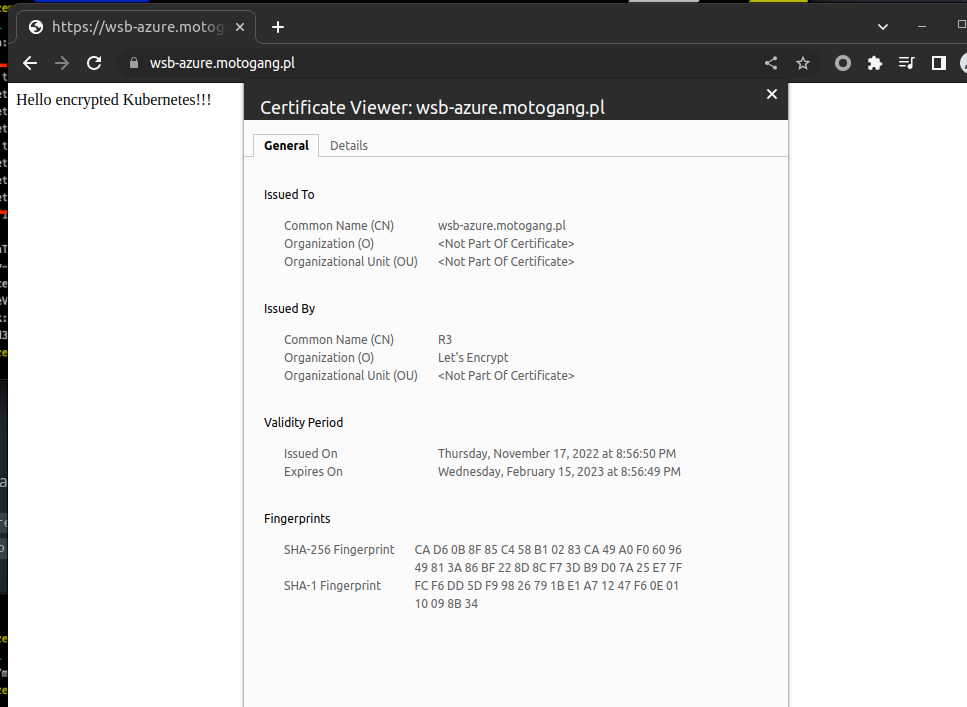 https://wsb-azure.motog
wsb-azure.motogang.pl
Hello encrypted Kubernetes!!!
Certificate Viewer: wsb-azure.motogang.pl
General Details
Issued To
Common Name (CN) wsb-azure.motogang.pl
Organization (O) <Not Part Of Certificate>
Organizational Unit (OU) <Not Part Of Certificate>
Issued By
Common Name (CN) R3
Organization (O) Let's Encrypt
Organizational Unit (OU) <Not Part Of Certificate>
Validity Period
Issued On Thursday, November 17, 2022 at 8:56:50 PM
Expires On Wednesday, February 15, 2023 at 8:56:49 PM
Fingerprints
SHA-256 Fingerprint CA D6 0B 8F 85 C4 58 B1 02 83 CA 49 A0 F0 60 96
49 81 3A 86 BF 22 8D 8C F7 3D B9 D0 7A 25 E7 7F
SHA-1 Fingerprint FC F6 DD 5D F9 98 26 79 1B E1 A7 12 47 F6 0E 01
10 09 8B 34